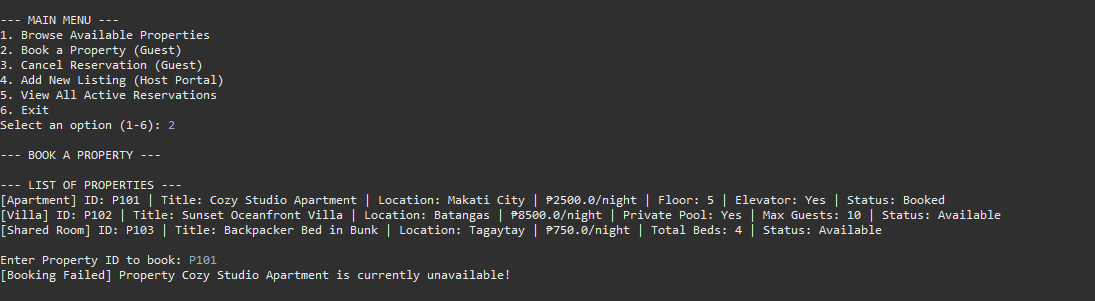 --- MAIN MENU ---
1. Browse Available Properties
2. Book a Property (Guest)
3. Cancel Reservation (Guest)
4. Add New Listing (Host Portal)
5. View All Active Reservations
6. Exit
Select an option (1-6): 2
--- BOOK A PROPERTY ---
--- LIST OF PROPERTIES ---
[Apartment] ID: P101 | Title: Cozy Studio Apartment | Location: Makati City | ₱2500.0/night | Floor: 5 | Elevator: Yes | Status: Booked
[Villa] ID: P102 | Title: Sunset Oceanfront Villa | Location: Batangas | ₱8500.0/night | Private Pool: Yes | Max Guests: 10 | Status: Available
[Shared Room] ID: P103 | Title: Backpacker Bed in Bunk | Location: Tagaytay | ₱750.0/night | Total Beds: 4 | Status: Available
Enter Property ID to book: P101
[Booking Failed] Property Cozy Studio Apartment is currently unavailable!